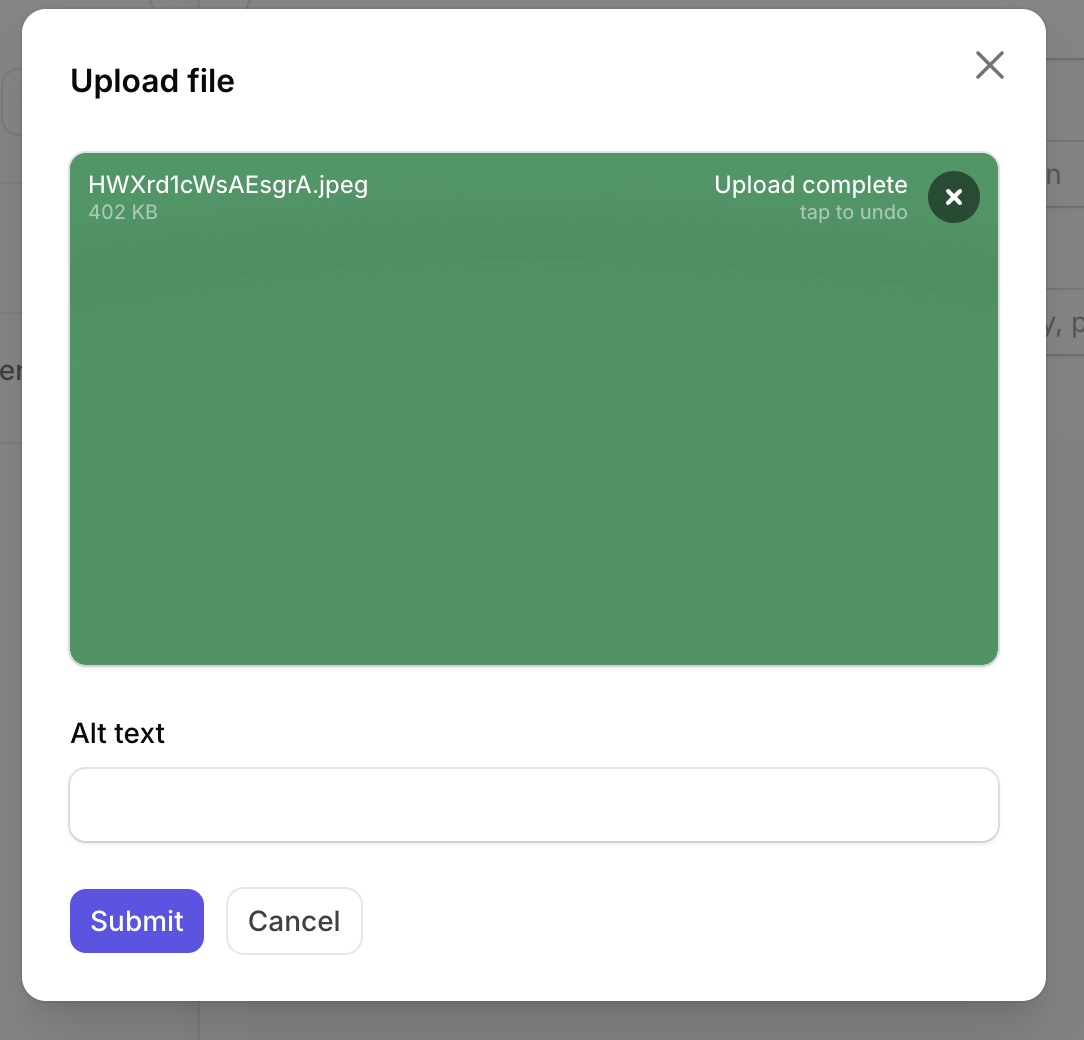 Upload file
HWXrd1cWsAEsgrA.jpeg
402 KB
Upload complete
tap to undo
Alt text
Submit
Cancel